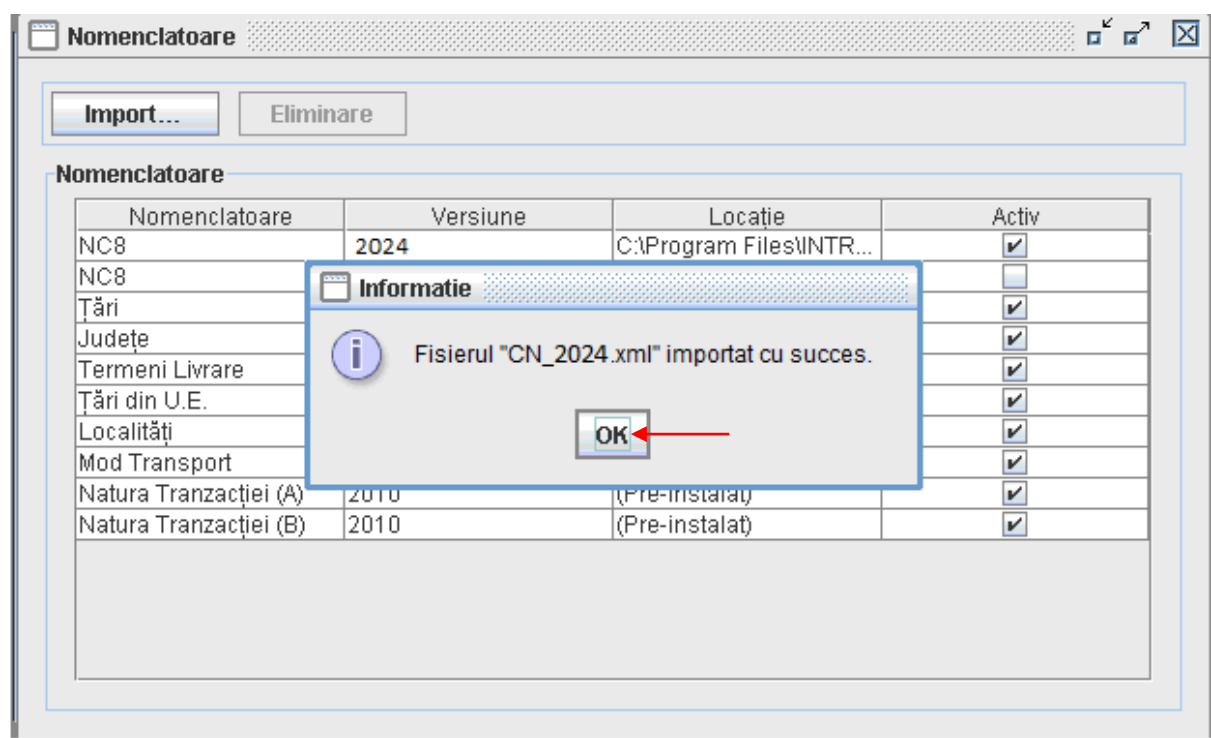 Nomenclatoare
Import... Eliminare
Nomenclatoare
Nomenclatoare Versiune Locație Activ
NC8 2024 C:\Program Files\INTR...
NC8
Informatie
Țări
Județe
Fisierul "CN_2024.xml" importat cu succes.
Termeni Livrare
Țări din U.E.
Localități
OK
Mod Transport
Natura Tranzacției (A) 2010 (Pre-instalat)
Natura Tranzacției (B) 2010 (Pre-instalat)